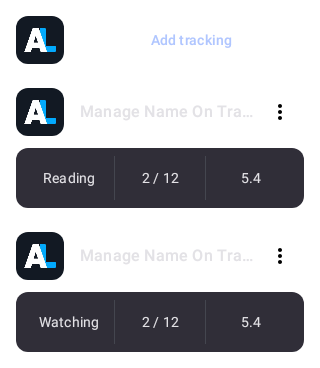 AL
Add tracking
AL
Manage Name On Tra…
Reading
2 / 12
5.4
AL
Manage Name On Tra…
Watching
2 / 12
5.4